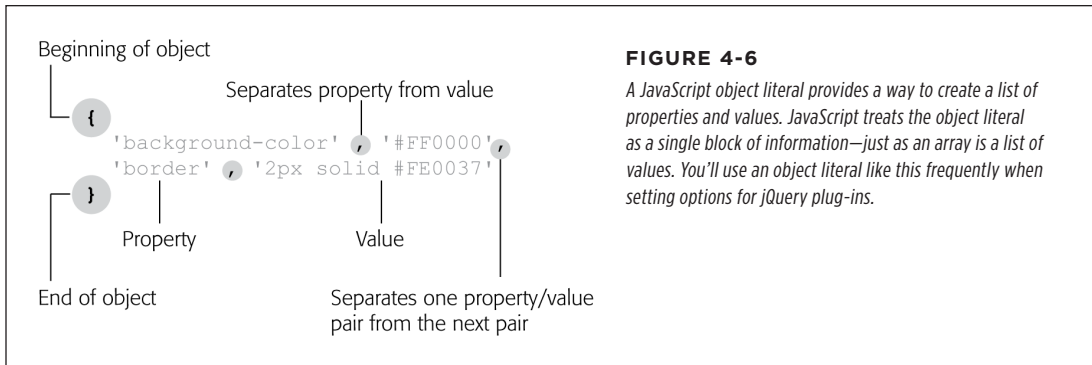 Beginning of object
Separates property from value
{
'background-color' , '#FF0000',
'border' , '2px solid #FE0037'
}
Property
Value
End of object
Separates one property/value
pair from the next pair
FIGURE 4-6
A JavaScript object literal provides a way to create a list of
properties and values. JavaScript treats the object literal
as a single block of information—just as an array is a list of
values. You'll use an object literal like this frequently when
setting options for jQuery plug-ins.